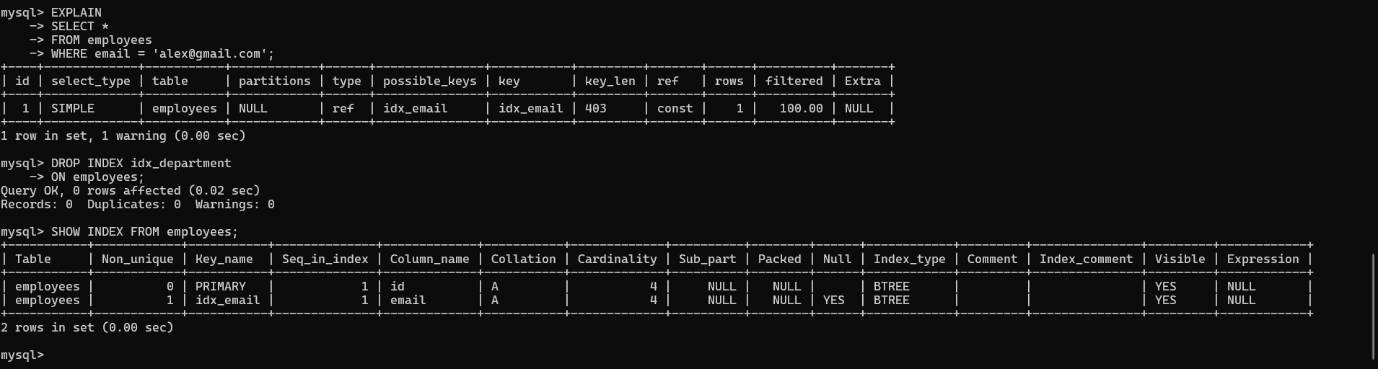 mysql> EXPLAIN
    -> SELECT *
    -> FROM employees
    -> WHERE email = 'alex@gmail.com';
+----+-------------+-----------+------------+------+---------------+-----------+---------+-------+------+----------+-------+
| id | select_type | table     | partitions | type | possible_keys | key       | key_len | ref   | rows | filtered | Extra |
+----+-------------+-----------+------------+------+---------------+-----------+---------+-------+------+----------+-------+
|  1 | SIMPLE      | employees | NULL       | ref  | idx_email     | idx_email | 403     | const |    1 |   100.00 | NULL  |
+----+-------------+-----------+------------+------+---------------+-----------+---------+-------+------+----------+-------+
1 row in set, 1 warning (0.00 sec)

mysql> DROP INDEX idx_department
    -> ON employees;
Query OK, 0 rows affected (0.02 sec)
Records: 0  Duplicates: 0  Warnings: 0

mysql> SHOW INDEX FROM employees;
+-----------+------------+-----------+--------------+-------------+-----------+-------------+----------+--------+------+------------+---------+---------------+---------+------------+
| Table     | Non_unique | Key_name  | Seq_in_index | Column_name | Collation | Cardinality | Sub_part | Packed | Null | Index_type | Comment | Index_comment | Visible | Expression |
+-----------+------------+-----------+--------------+-------------+-----------+-------------+----------+--------+------+------------+---------+---------------+---------+------------+
| employees |          0 | PRIMARY   |            1 | id          | A         |           4 |     NULL |   NULL |      | BTREE      |         |               | YES     | NULL       |
| employees |          1 | idx_email |            1 | email       | A         |           4 |     NULL |   NULL | YES  | BTREE      |         |               | YES     | NULL       |
+-----------+------------+-----------+--------------+-------------+-----------+-------------+----------+--------+------+------------+---------+---------------+---------+------------+
2 rows in set (0.00 sec)

mysql>